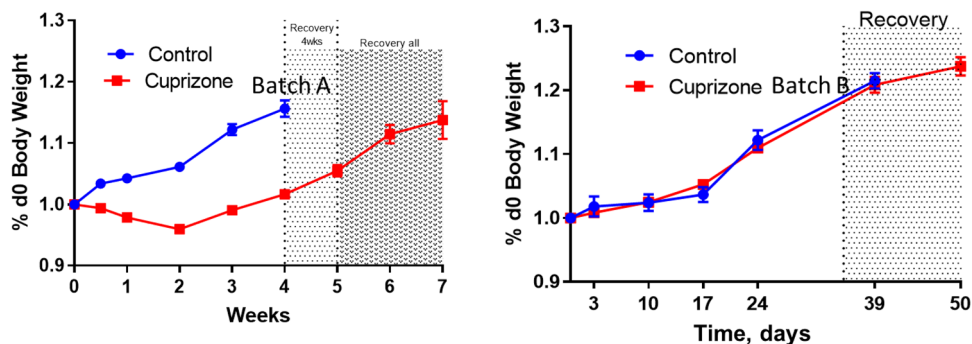 1.3
1.2
1.1
1.0
0.9
% d0 Body Weight
Control
Cuprizone
Batch A
Recovery
4wks
Recovery all
0 1 2 3 4 5 6 7
Weeks
1.3
1.2
1.1
1.0
0.9
% d0 Body Weight
Control
Cuprizone Batch B
Recovery
3 10 17 24 39 50
Time, days